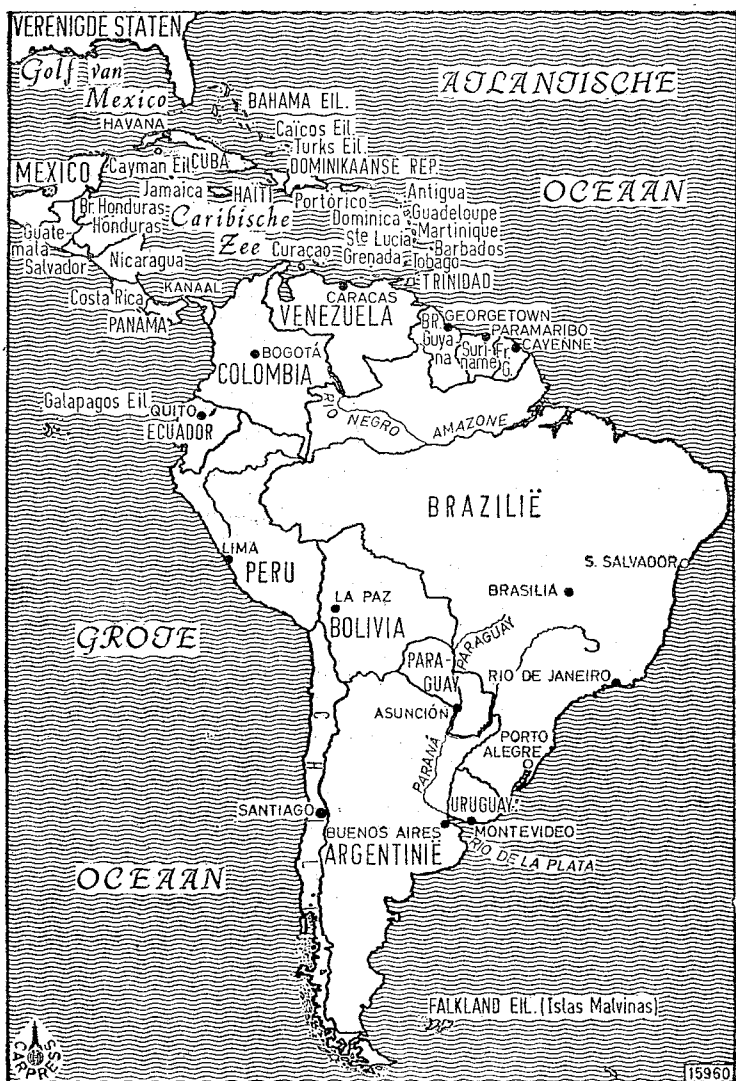 VERENIGDE STATEN
Golf van
Mexico
ATLANTISCHE
OCEAAN
BAHAMA EIL.
HAVANA
Caïcos Eil.
Turks Eil.
MEXICO
Cayman Eil.
CUBA
DOMINIKAANSE REP.
Jamaica
HAÏTI
Portórico
Antigua
Br. Honduras
Honduras
Caribische
Zee
Dominica
Guadeloupe
Martinique
Guate-
mala
Ste Lucia
Barbados
Salvador
Nicaragua
Curaçao
Grenada
Tobago
TRINIDAD
Costa Rica
KANAAL
PANAMA
CARACAS
VENEZUELA
GEORGETOWN
PARAMARIBO
CAYENNE
BR.
Guya
na
Suri-
name
Fr.
G.
BOGOTÁ
COLOMBIA
Galapagos Eil.
QUITO
ECUADOR
RIO NEGRO
AMAZONE
BRAZILIË
LIMA
PERU
S. SALVADOR
LA PAZ
BOLIVIA
BRASILIA
GROTE
OCEAAN
PARAGUAY
PARA-
GUAY
RIO DE JANEIRO
ASUNCIÓN
PORTO
ALEGRE
PARANÁ
CHILI
SANTIAGO
URUGUAY
BUENOS AIRES
MONTEVIDEO
ARGENTINIË
RIO DE LA PLATA
FALKLAND EIL. (Islas Malvinas)
CARPRESS
15960